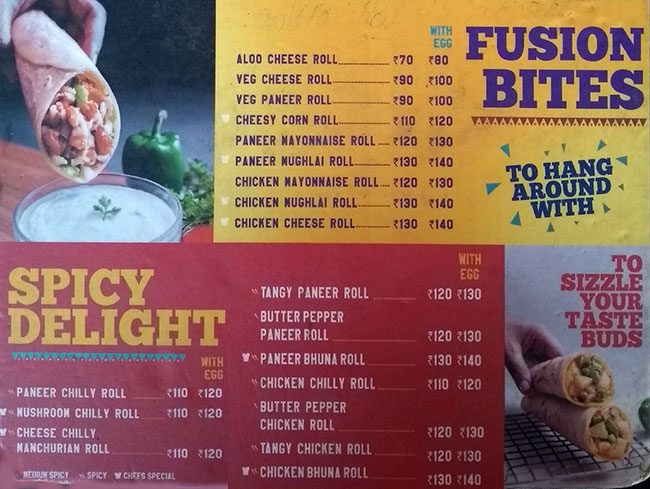 WITH
EGG
ALOO CHEESE ROLL ₹70 ₹80
VEG CHEESE ROLL ₹90 ₹100
VEG PANEER ROLL ₹90 ₹100
CHEESY CORN ROLL ₹110 ₹120
PANEER MAYONNAISE ROLL ₹120 ₹130
PANEER MUGHLAI ROLL ₹130 ₹140
CHICKEN MAYONNAISE ROLL ₹120 ₹130
CHICKEN MUGHLAI ROLL ₹130 ₹140
CHICKEN CHEESE ROLL ₹130 ₹140
FUSION
BITES
TO HANG
AROUND
WITH
SPICY
DELIGHT
WITH
EGG
PANEER CHILLY ROLL ₹110 ₹120
MUSHROOM CHILLY ROLL ₹110 ₹120
CHEESE CHILLY
MANCHURIAN ROLL ₹110 ₹120
MEDIUM SPICY SPICY CHEFS SPECIAL
WITH
EGG
TANGY PANEER ROLL ₹120 ₹130
BUTTER PEPPER
PANEER ROLL ₹120 ₹130
PANEER BHUNA ROLL ₹130 ₹140
CHICKEN CHILLY ROLL ₹110 ₹120
BUTTER PEPPER
CHICKEN ROLL ₹120 ₹130
TANGY CHICKEN ROLL ₹120 ₹130
CHICKEN BHUNA ROLL ₹130 ₹140
TO
SIZZLE
YOUR
TASTE
BUDS